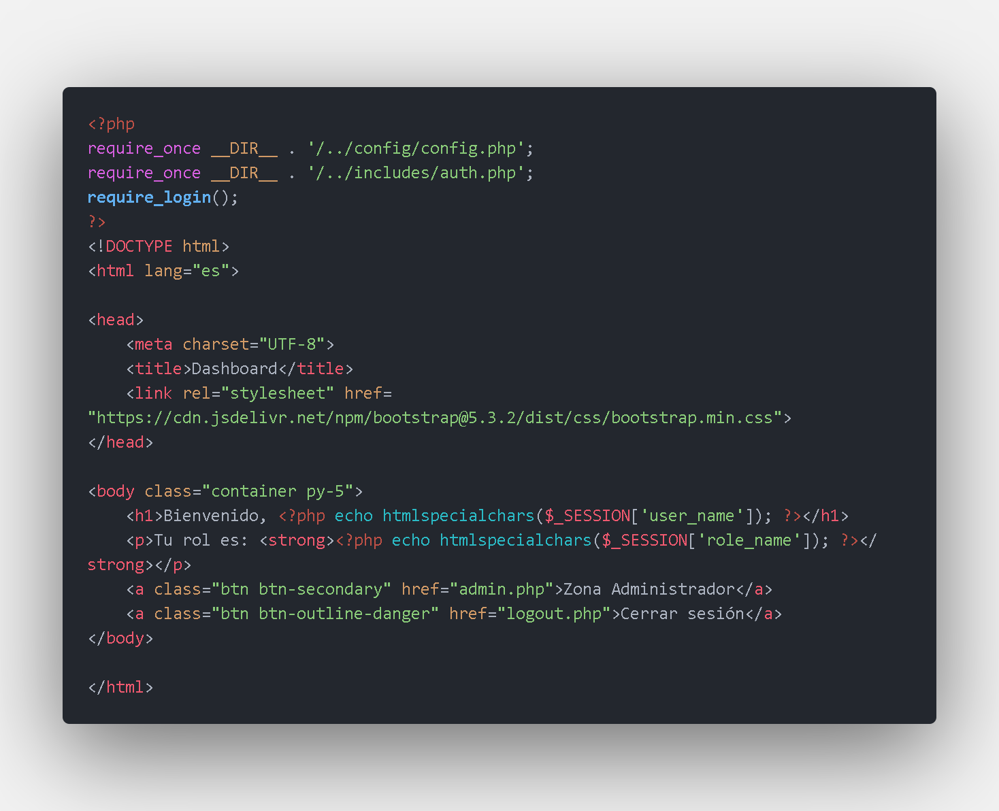 <?php
require_once __DIR__ . '/../config/config.php';
require_once __DIR__ . '/../includes/auth.php';
require_login();
?>
<!DOCTYPE html>
<html lang="es">

<head>
    <meta charset="UTF-8">
    <title>Dashboard</title>
    <link rel="stylesheet" href=
"https://cdn.jsdelivr.net/npm/bootstrap@5.3.2/dist/css/bootstrap.min.css">
</head>

<body class="container py-5">
    <h1>Bienvenido, <?php echo htmlspecialchars($_SESSION['user_name']); ?></h1>
    <p>Tu rol es: <strong><?php echo htmlspecialchars($_SESSION['role_name']); ?></
strong></p>
    <a class="btn btn-secondary" href="admin.php">Zona Administrador</a>
    <a class="btn btn-outline-danger" href="logout.php">Cerrar sesión</a>
</body>

</html>